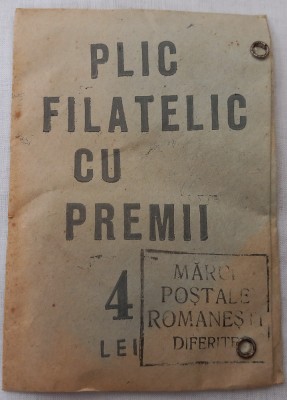 PLIC
FILATELIC
CU
PREMII
4
LEI
MĂRCI
POȘTALE
ROMANEȘTI
DIFERITE